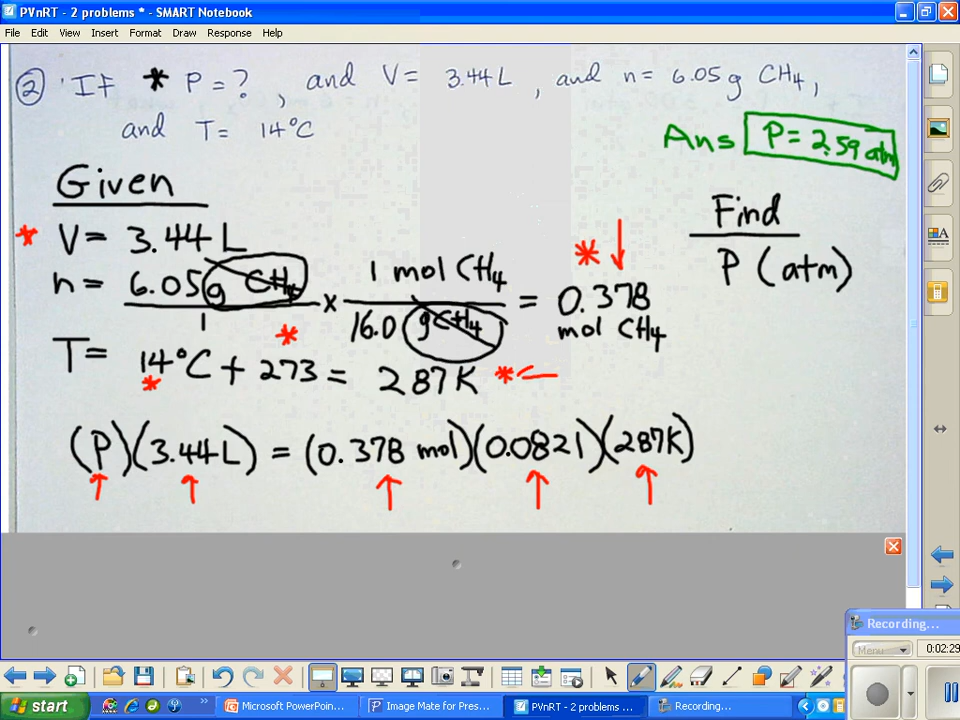 PVnRT - 2 problems * - SMART Notebook
File Edit View Insert Format Draw Response Help
② If * P = ? , and V = 3.44 L , and n = 6.05 g CH4,
and T = 14°C
Ans P = 2.59 atm
Given
Find
* V = 3.44 L
P (atm)
n = 6.05 g CH4 / 1 x 1 mol CH4 / 16.0 g CH4 = 0.378 mol CH4
*
*
T = 14°C + 273 = 287 K *
*
(P)(3.44 L) = (0.378 mol)(0.0821)(287K)
Recording...
Menu
0:02:29
start
Microsoft PowerPoin...
Image Mate for Pres...
PVnRT - 2 problems ...
Recording...